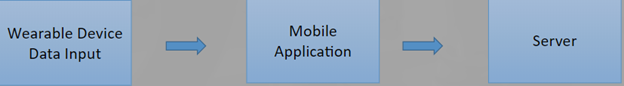 Wearable Device
Data Input
Mobile
Application
Server